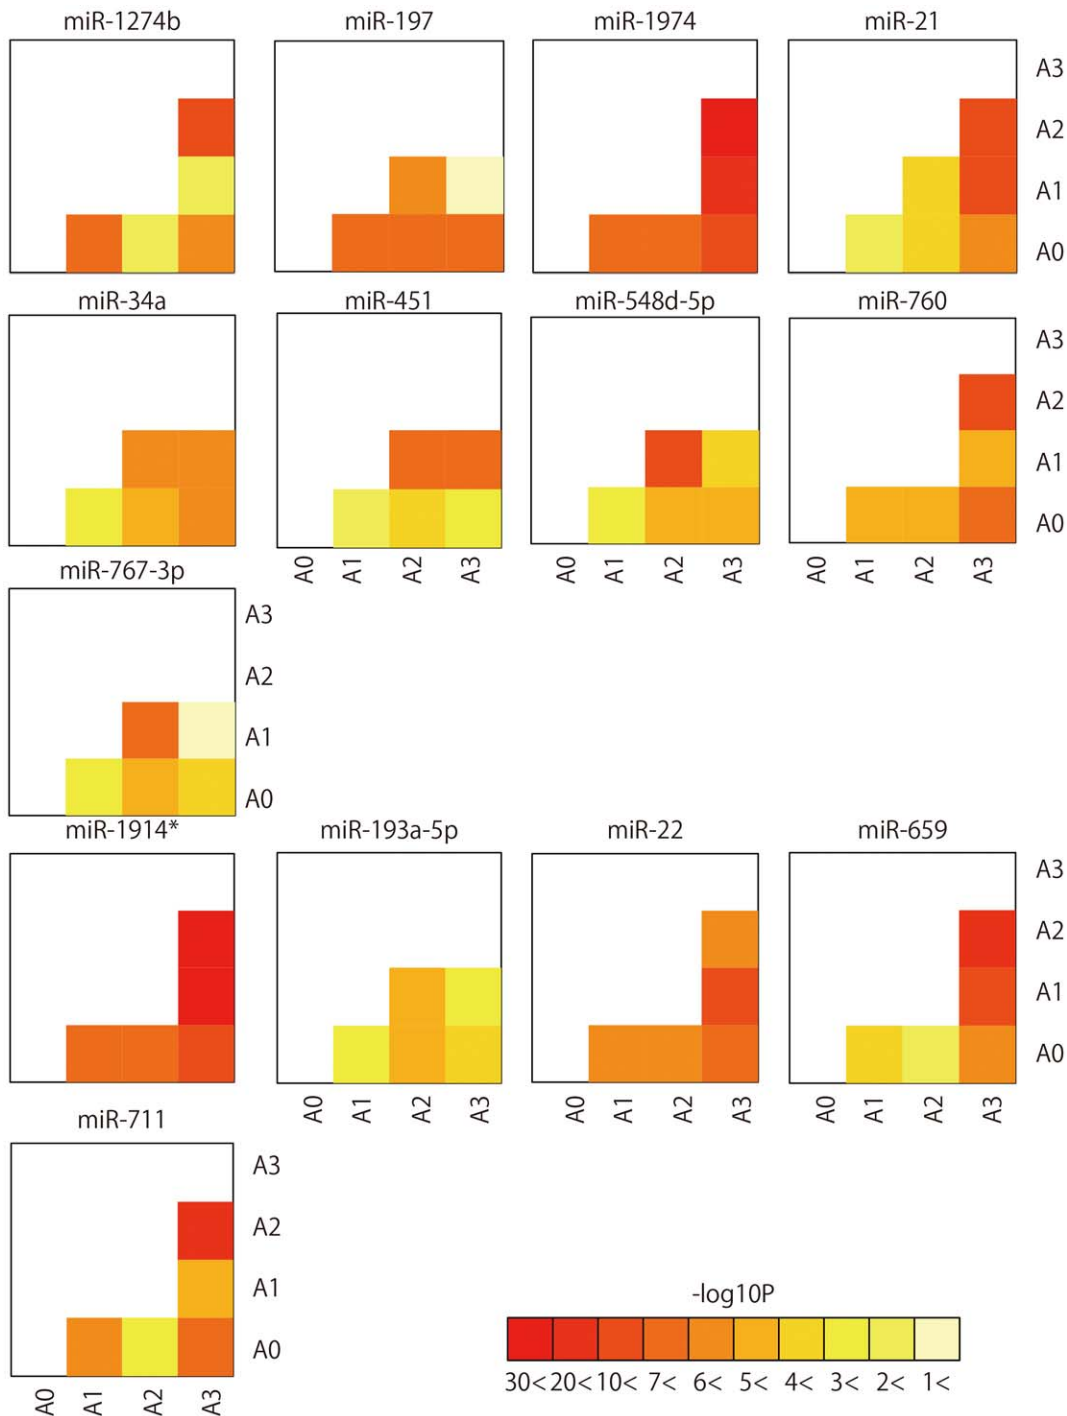 miR-1274b miR-197 miR-1974 miR-21
A3
A2
A1
A0
miR-34a miR-451 miR-548d-5p miR-760
A3
A2
A1
A0
A0 A1 A2 A3 A0 A1 A2 A3 A0 A1 A2 A3
miR-767-3p
A3
A2
A1
A0
miR-1914* miR-193a-5p miR-22 miR-659
A3
A2
A1
A0
A0 A1 A2 A3 A0 A1 A2 A3 A0 A1 A2 A3
miR-711
A3
A2
A1
A0
A0 A1 A2 A3
-log10P
30< 20< 10< 7< 6< 5< 4< 3< 2< 1<